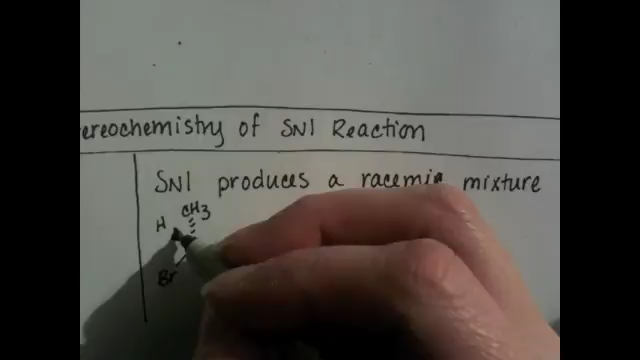 ereochemistry of SN1 Reaction
SN1 produces a racemic mixture
CH3
H
Br